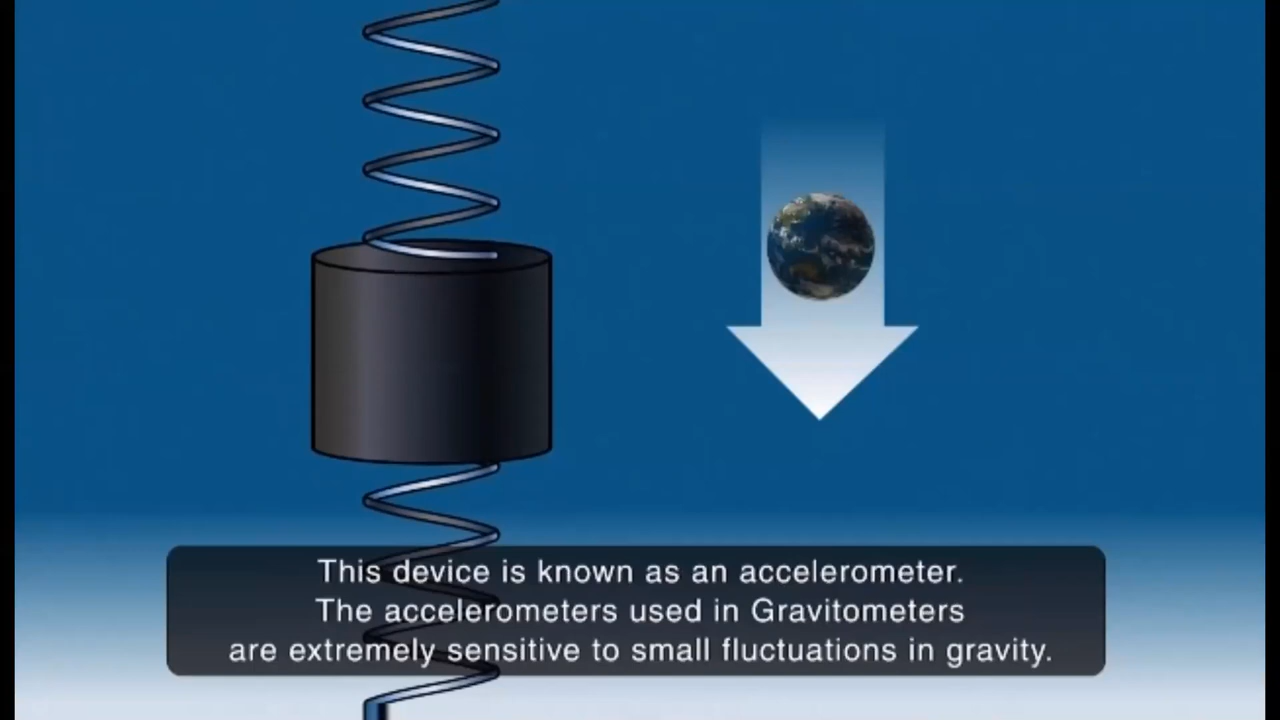 This device is known as an accelerometer.
The accelerometers used in Gravitometers
are extremely sensitive to small fluctuations in gravity.